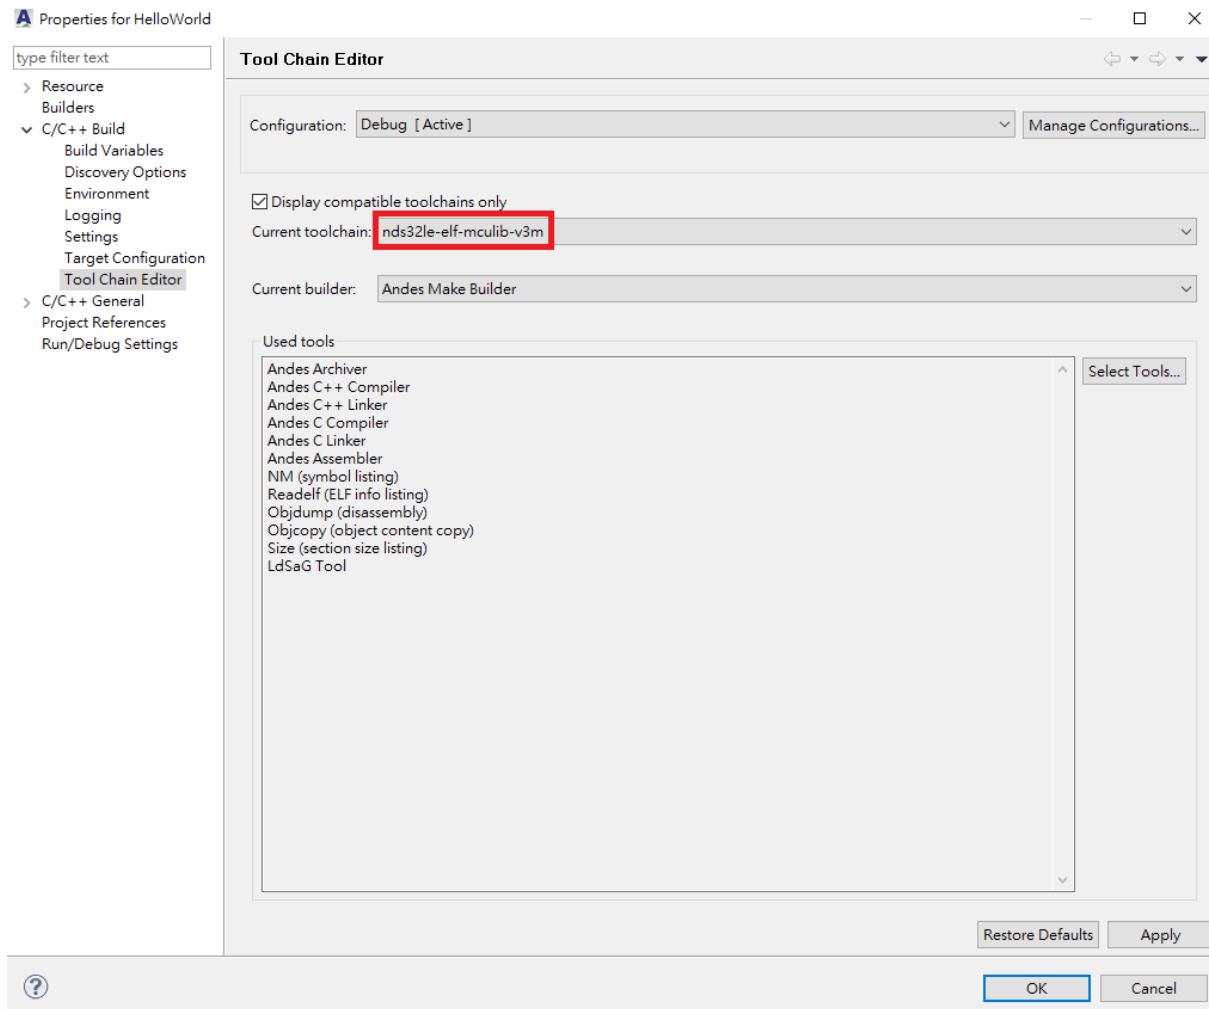 Properties for HelloWorld
type filter text
Resource
Builders
C/C++ Build
Build Variables
Discovery Options
Environment
Logging
Settings
Target Configuration
Tool Chain Editor
C/C++ General
Project References
Run/Debug Settings
Tool Chain Editor
Configuration: Debug [ Active ] Manage Configurations...
Display compatible toolchains only
Current toolchain: nds32le-elf-mculib-v3m
Current builder: Andes Make Builder
Used tools
Andes Archiver
Andes C++ Compiler
Andes C++ Linker
Andes C Compiler
Andes C Linker
Andes Assembler
NM (symbol listing)
Readelf (ELF info listing)
Objdump (disassembly)
Objcopy (object content copy)
Size (section size listing)
LdSaG Tool
Select Tools...
Restore Defaults Apply
OK Cancel